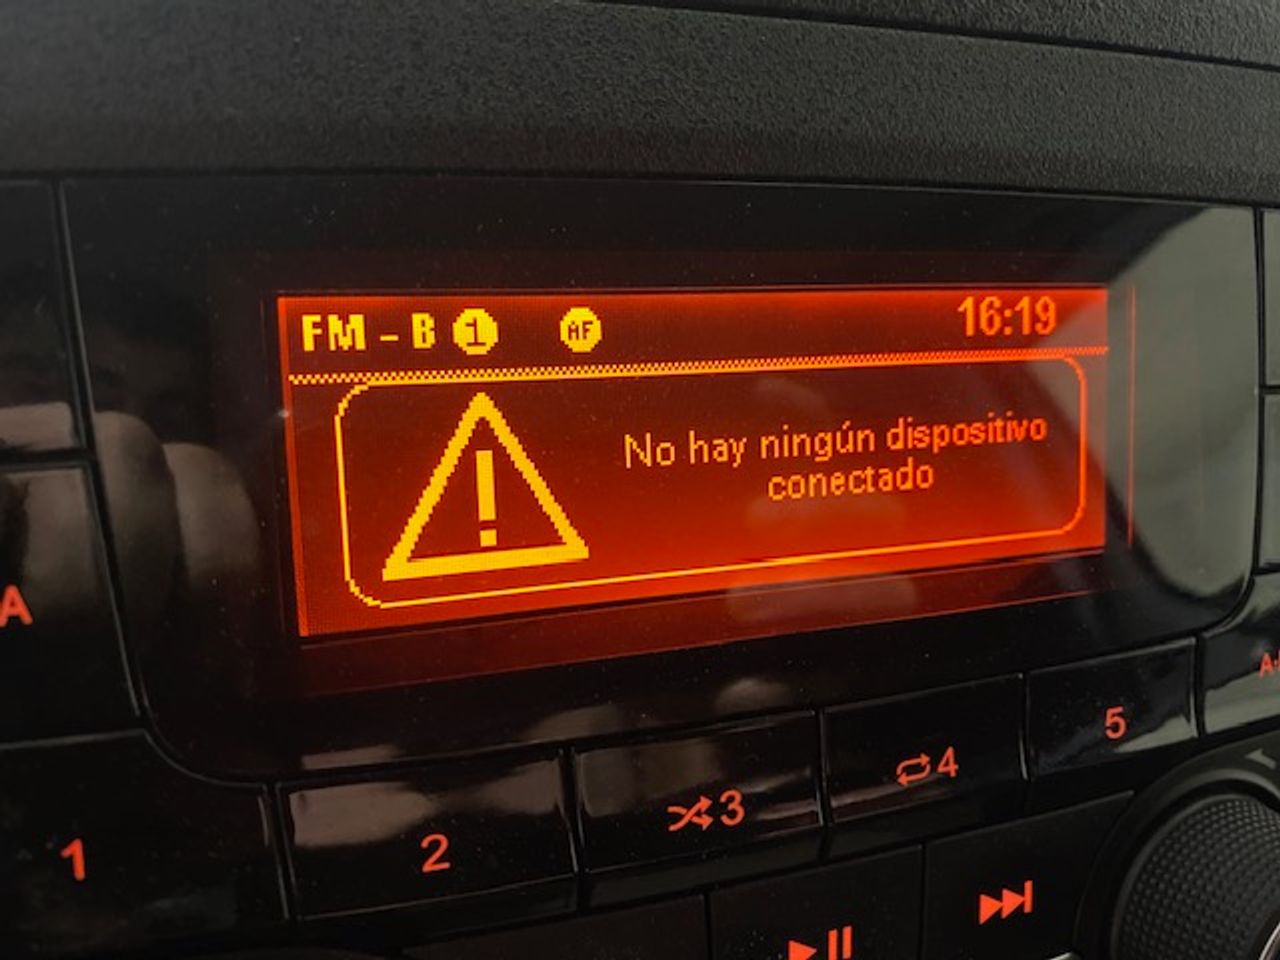 FM - B 1 AF 16:19
No hay ningún dispositivo
conectado
A
1
2
3
4
5
A-